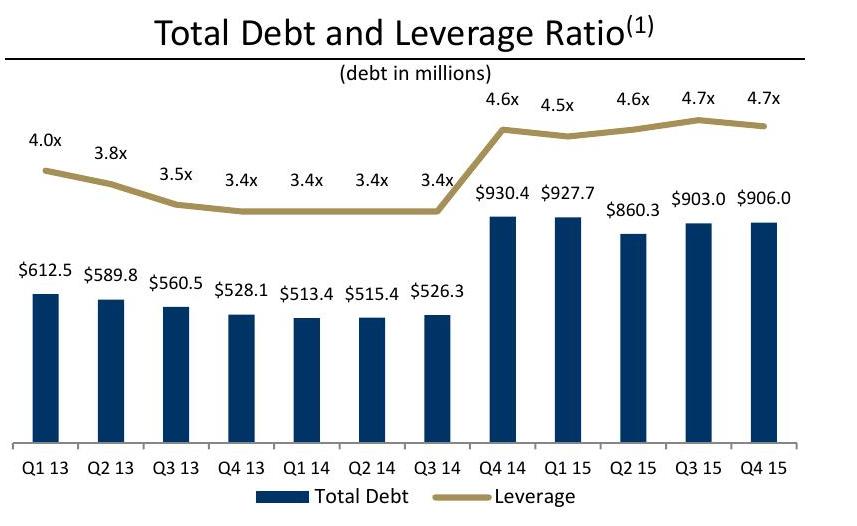 Total Debt and Leverage Ratio(1)
(debt in millions)
4.0x 3.8x 3.5x 3.4x 3.4x 3.4x 3.4x 4.6x 4.5x 4.6x 4.7x 4.7x
$612.5 $589.8 $560.5 $528.1 $513.4 $515.4 $526.3 $930.4 $927.7 $860.3 $903.0 $906.0
Q1 13 Q2 13 Q3 13 Q4 13 Q1 14 Q2 14 Q3 14 Q4 14 Q1 15 Q2 15 Q3 15 Q4 15
Total Debt Leverage